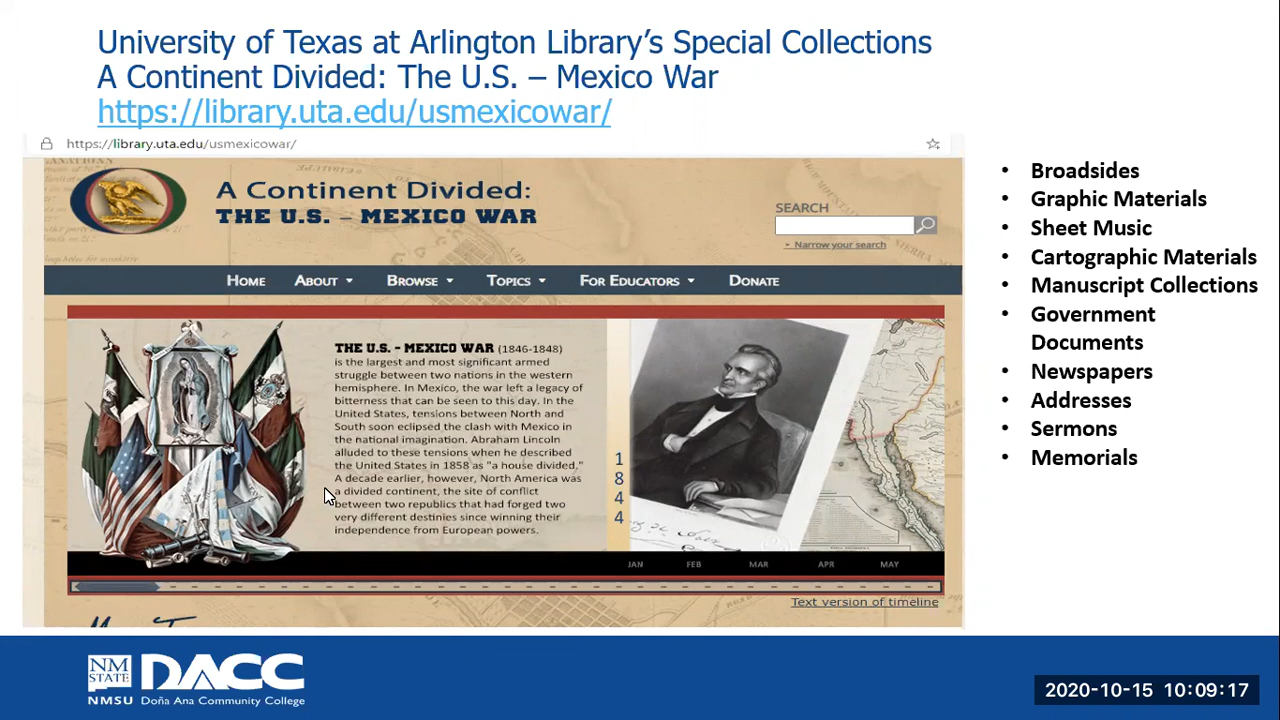 University of Texas at Arlington Library's Special Collections
A Continent Divided: The U.S. – Mexico War
https://library.uta.edu/usmexicowar/
https://library.uta.edu/usmexicowar/
A Continent Divided:
THE U.S. – MEXICO WAR
SEARCH
Narrow your search
HOME ABOUT BROWSE TOPICS FOR EDUCATORS DONATE
THE U.S. - MEXICO WAR (1846-1848)
is the largest and most significant armed
struggle between two nations in the western
hemisphere. In Mexico, the war left a legacy of
bitterness that can be seen to this day. In the
United States, tensions between North and
South soon eclipsed the clash with Mexico in
the national imagination. Abraham Lincoln
alluded to these tensions when he described
the United States in 1858 as "a house divided,"
A decade earlier, however, North America was
a divided continent, the site of conflict
between two republics that had forged two
very different destinies since winning their
independence from European powers.
1
8
4
4
JAN FEB MAR APR MAY
Text version of timeline
• Broadsides
• Graphic Materials
• Sheet Music
• Cartographic Materials
• Manuscript Collections
• Government
Documents
• Newspapers
• Addresses
• Sermons
• Memorials
NM
STATE
NMSU
DACC
Doña Ana Community College
2020-10-15 10:09:17